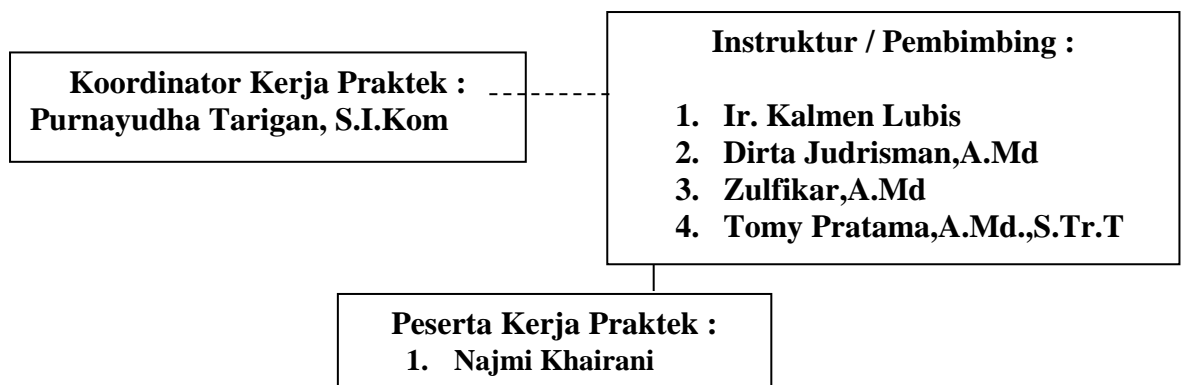 Koordinator Kerja Praktek :
Purnayudha Tarigan, S.I.Kom
Instruktur / Pembimbing :
1. Ir. Kalmen Lubis
2. Dirta Judrisman,A.Md
3. Zulfikar,A.Md
4. Tomy Pratama,A.Md.,S.Tr.T
Peserta Kerja Praktek :
1. Najmi Khairani